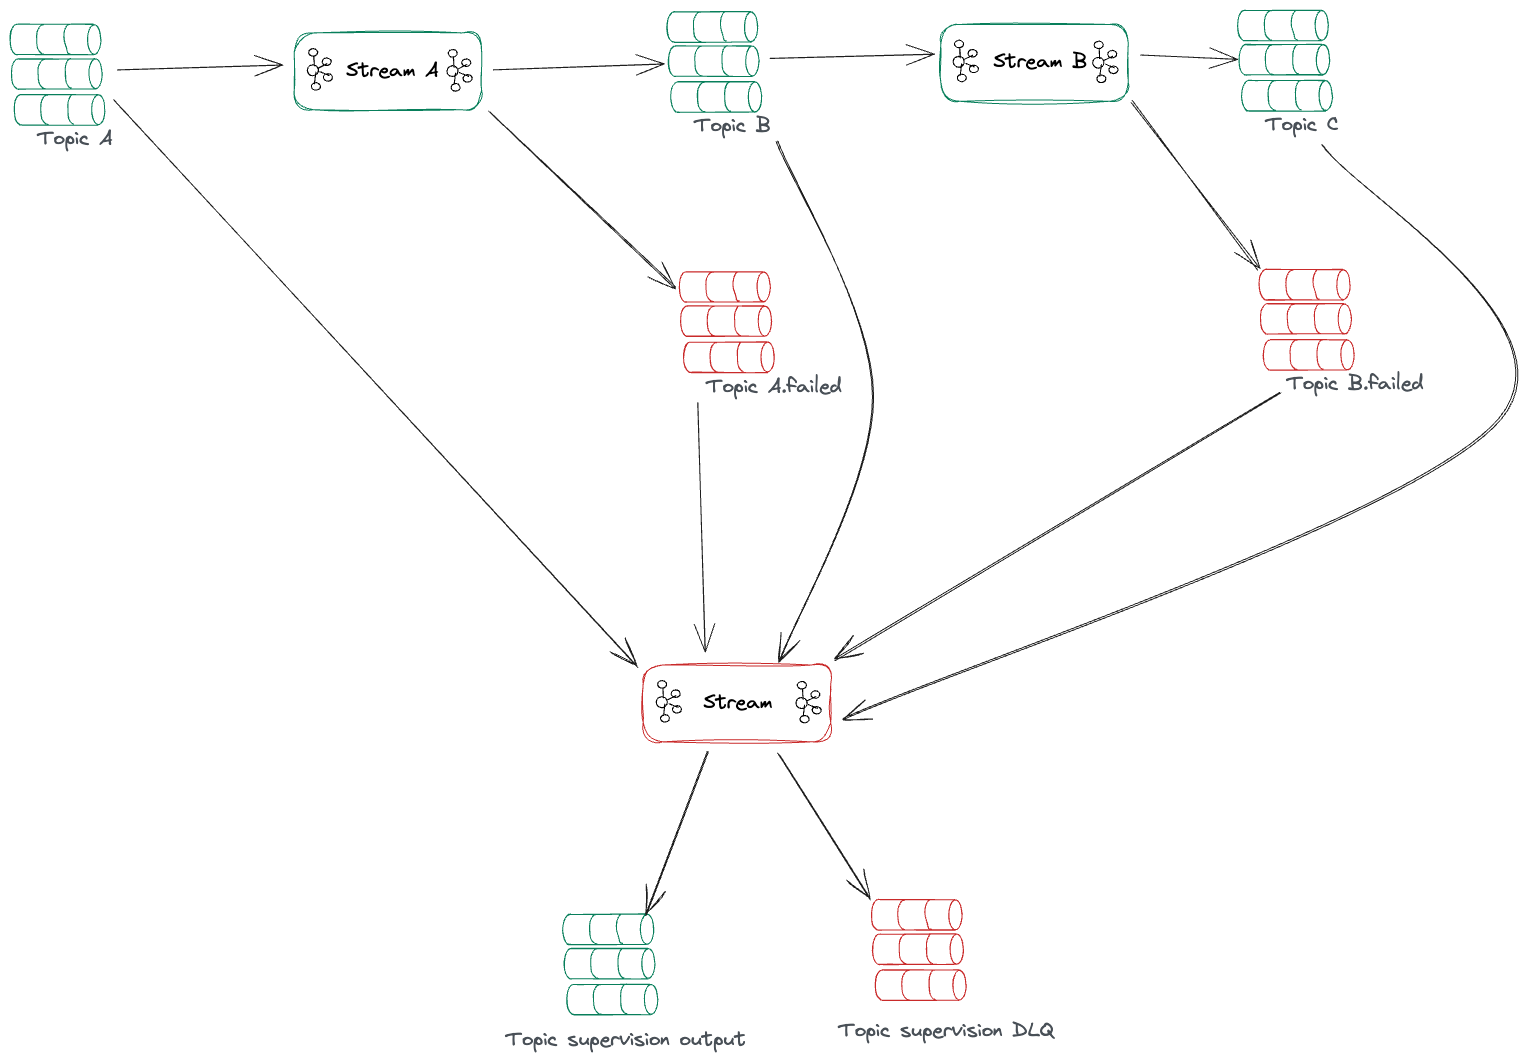 Stream A
Stream B
Topic A
Topic B
Topic C
Topic A.failed
Topic B.failed
Stream
Topic supervision output
Topic supervision DLQ